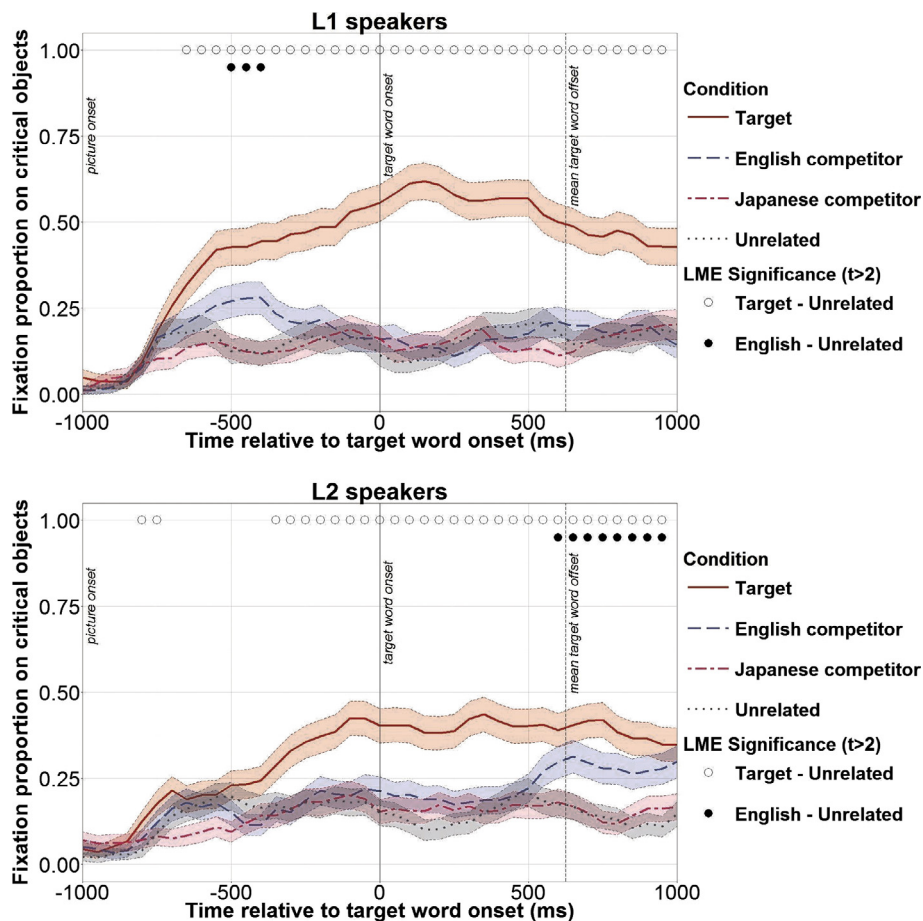 L1 speakers
Fixation proportion on critical objects
1.00
0.75
0.50
0.25
0.00
picture onset
target word onset
mean target word offset
-1000
-500
0
500
1000
Time relative to target word onset (ms)
Condition
Target
English competitor
Japanese competitor
Unrelated
LME Significance (t>2)
Target - Unrelated
English - Unrelated
L2 speakers
Fixation proportion on critical objects
1.00
0.75
0.50
0.25
0.00
picture onset
target word onset
mean target word offset
-1000
-500
0
500
1000
Time relative to target word onset (ms)
Condition
Target
English competitor
Japanese competitor
Unrelated
LME Significance (t>2)
Target - Unrelated
English - Unrelated